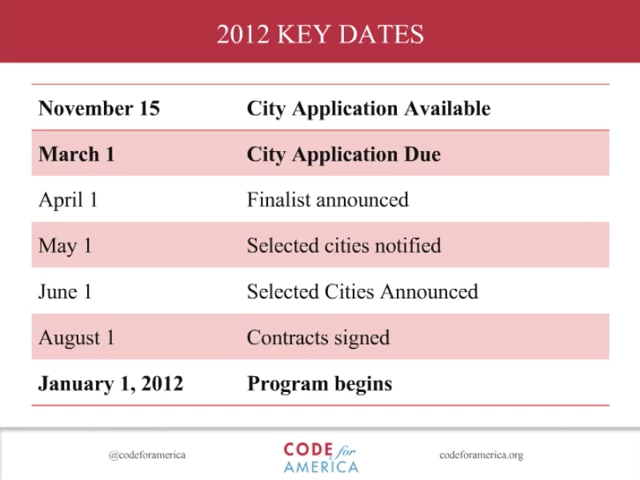 2012 KEY DATES
November 15 City Application Available
March 1 City Application Due
April 1 Finalist announced
May 1 Selected cities notified
June 1 Selected Cities Announced
August 1 Contracts signed
January 1, 2012 Program begins
@codeforamerica CODE for AMERICA codeforamerica.org